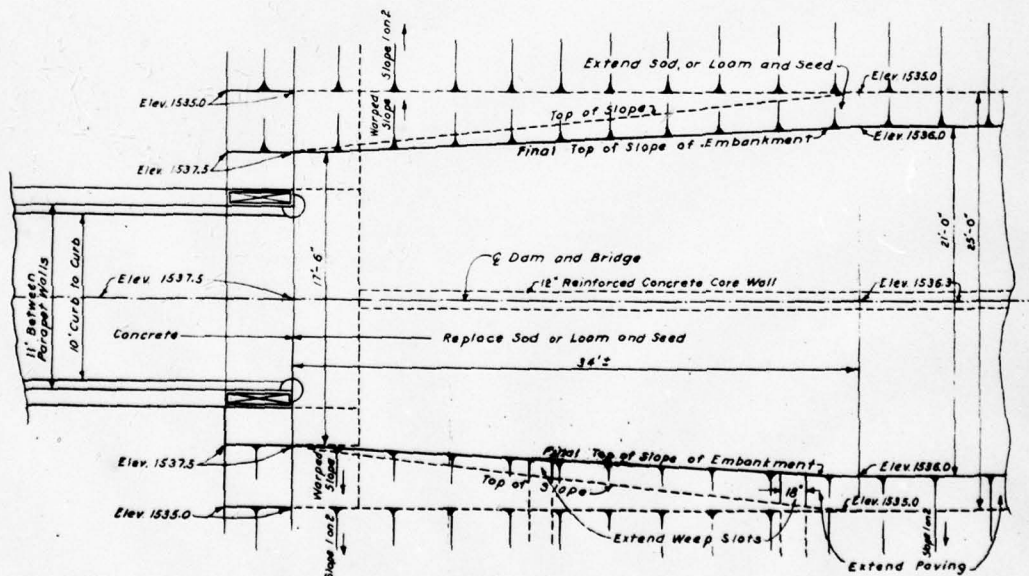 Slope 1 on 2
Extend Sod, or Loam and Seed
Elev. 1535.0
Elev. 1535.0
Warped
Slope
Top of Slope
Final Top of Slope of Embankment
Elev. 1536.0
Elev. 1537.5
17'-6"
21'-0"
25'-0"
11' Between
Parapet Walls
10' Curb to Curb
Elev. 1537.5
℄ Dam and Bridge
12" Reinforced Concrete Core Wall
Elev. 1536.3
Concrete
Replace Sod or Loam and Seed
34'±
Final Top of Slope of Embankment
Elev. 1537.5
Warped
Slope
Top of Slope
Elev. 1536.0
18"
Elev. 1535.0
Elev. 1535.0
Extend Weep Slots
Slope 1 on 2
Slope 1 on 2
Extend Paving